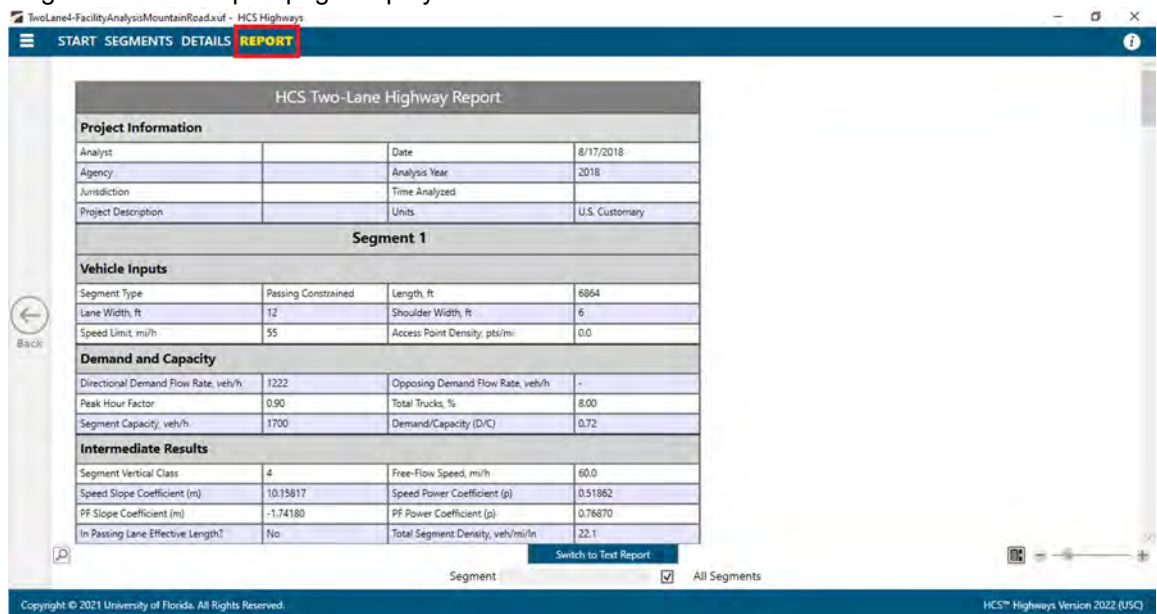 TwoLane4-FacilityAnalysisMountainRoad.xuf - HCS Highways
START SEGMENTS DETAILS REPORT
HCS Two-Lane Highway Report
Project Information
Analyst Date 8/17/2018
Agency Analysis Year 2018
Jurisdiction Time Analyzed
Project Description Units U.S. Customary
Segment 1
Vehicle Inputs
Segment Type Passing Constrained Length, ft 6864
Lane Width, ft 12 Shoulder Width, ft 6
Speed Limit, mi/h 55 Access Point Density, pts/mi 0.0
Back
Demand and Capacity
Directional Demand Flow Rate, veh/h 1222 Opposing Demand Flow Rate, veh/h -
Peak Hour Factor 0.90 Total Trucks, % 8.00
Segment Capacity, veh/h 1700 Demand/Capacity (D/C) 0.72
Intermediate Results
Segment Vertical Class 4 Free-Flow Speed, mi/h 60.0
Speed Slope Coefficient (m) 10.15817 Speed Power Coefficient (p) 0.51862
PF Slope Coefficient (m) -1.74180 PF Power Coefficient (p) 0.76870
In Passing Lane Effective Length? No Total Segment Density, veh/mi/ln 22.1
Switch to Text Report
Segment All Segments
Copyright © 2021 University of Florida. All Rights Reserved. HCS™ Highways Version 2022 (USC)